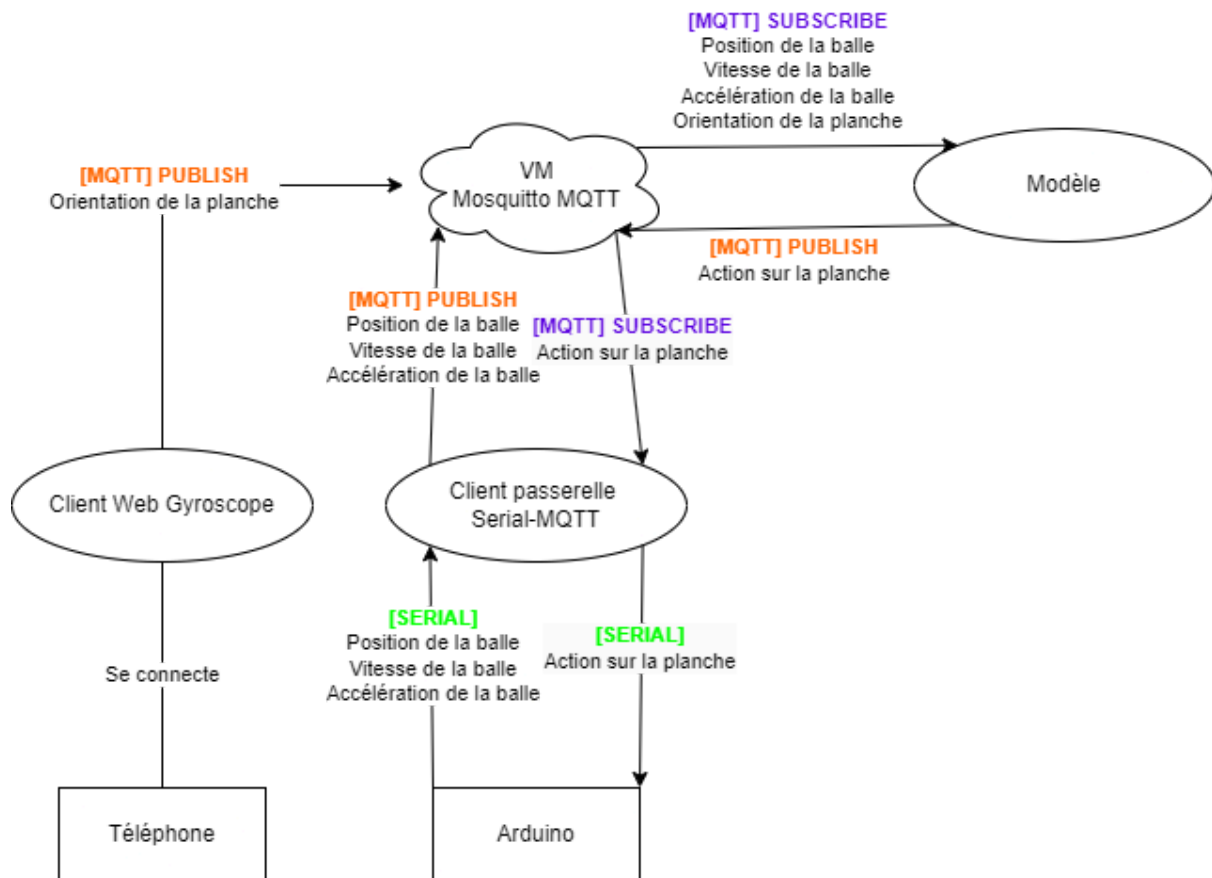 [MQTT] SUBSCRIBE
Position de la balle
Vitesse de la balle
Accélération de la balle
Orientation de la planche
[MQTT] PUBLISH
Orientation de la planche
VM
Mosquitto MQTT
Modèle
[MQTT] PUBLISH
Action sur la planche
[MQTT] PUBLISH
Position de la balle
Vitesse de la balle
Accélération de la balle
[MQTT] SUBSCRIBE
Action sur la planche
Client Web Gyroscope
Client passerelle
Serial-MQTT
[SERIAL]
Position de la balle
Vitesse de la balle
Accélération de la balle
[SERIAL]
Action sur la planche
Se connecte
Téléphone
Arduino